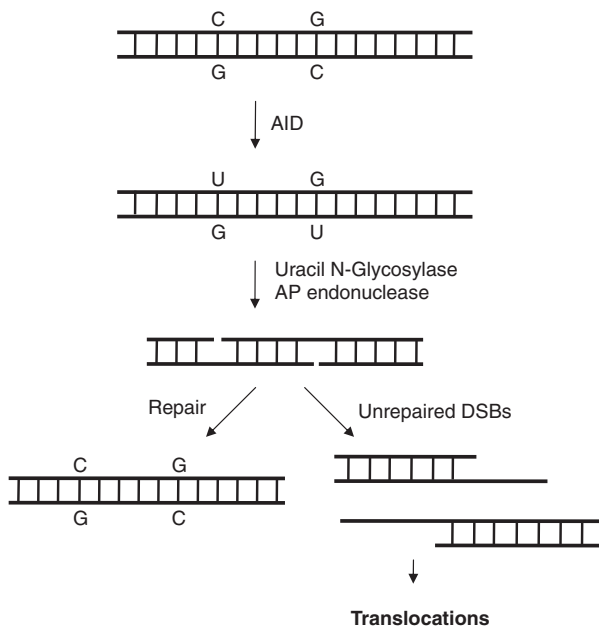 C G
G C
AID
U G
G U
Uracil N-Glycosylase
AP endonuclease
Repair
Unrepaired DSBs
C G
G C
Translocations